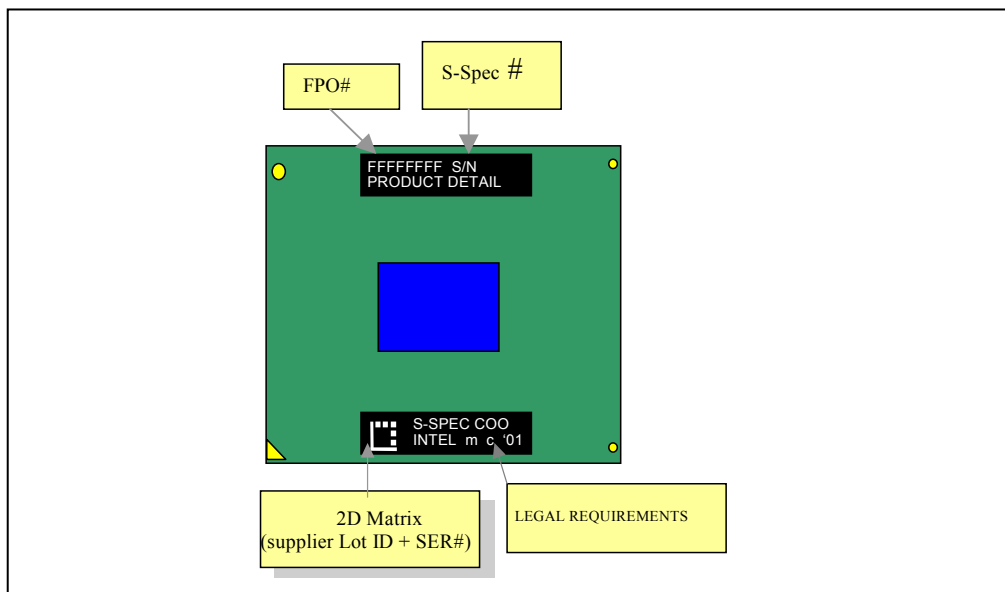 FPO#
S-Spec #
FFFFFFFF S/N
PRODUCT DETAIL
S-SPEC COO
INTEL m c '01
2D Matrix
(supplier Lot ID + SER#)
LEGAL REQUIREMENTS